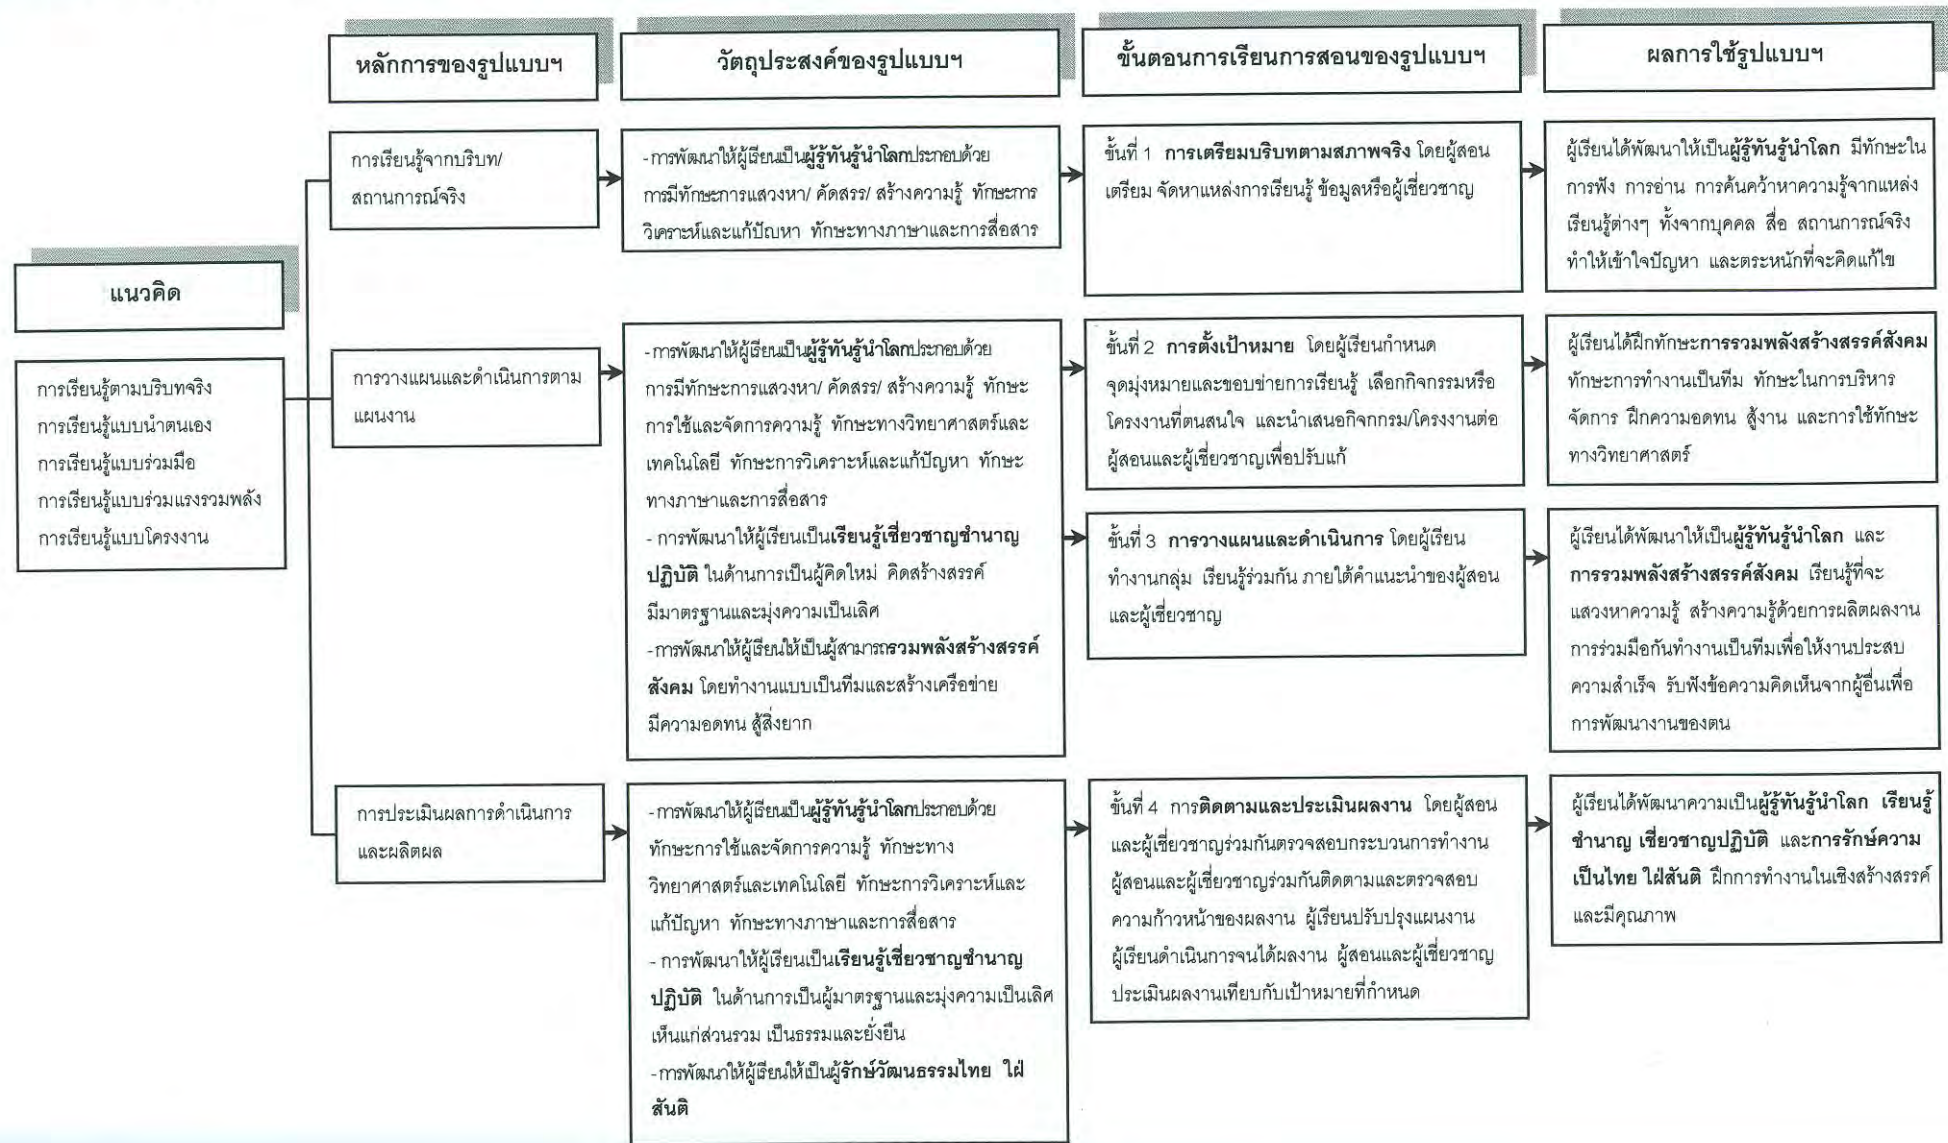 หลักการของรูปแบบฯ
วัตถุประสงค์ของรูปแบบฯ
ขั้นตอนการเรียนการสอนของรูปแบบฯ
ผลการใช้รูปแบบฯ
แนวคิด
การเรียนรู้ตามบริบทจริง
การเรียนรู้แบบนำตนเอง
การเรียนรู้แบบร่วมมือ
การเรียนรู้แบบร่วมแรงรวมพลัง
การเรียนรู้แบบโครงงาน
การเรียนรู้จากบริบท/
สถานการณ์จริง
-การพัฒนาให้ผู้เรียนเป็นผู้รู้ทันรู้นำโลกประกอบด้วย
การมีทักษะการแสวงหา/ คัดสรร/ สร้างความรู้ ทักษะการ
วิเคราะห์และแก้ปัญหา ทักษะทางภาษาและการสื่อสาร
ขั้นที่ 1 การเตรียมบริบทตามสภาพจริง โดยผู้สอน
เตรียม จัดหาแหล่งการเรียนรู้ ข้อมูลหรือผู้เชี่ยวชาญ
ผู้เรียนได้พัฒนาให้เป็นผู้รู้ทันรู้นำโลก มีทักษะใน
การฟัง การอ่าน การค้นคว้าหาความรู้จากแหล่ง
เรียนรู้ต่างๆ ทั้งจากบุคคล สื่อ สถานการณ์จริง
ทำให้เข้าใจปัญหา และตระหนักที่จะคิดแก้ไข
การวางแผนและดำเนินการตาม
แผนงาน
-การพัฒนาให้ผู้เรียนเป็นผู้รู้ทันรู้นำโลกประกอบด้วย
การมีทักษะการแสวงหา/ คัดสรร/ สร้างความรู้ ทักษะ
การใช้และจัดการความรู้ ทักษะทางวิทยาศาสตร์และ
เทคโนโลยี ทักษะการวิเคราะห์และแก้ปัญหา ทักษะ
ทางภาษาและการสื่อสาร
- การพัฒนาให้ผู้เรียนเป็นเรียนรู้เชี่ยวชาญชำนาญ
ปฏิบัติ ในด้านการเป็นผู้คิดใหม่ คิดสร้างสรรค์
มีมาตรฐานและมุ่งความเป็นเลิศ
-การพัฒนาให้ผู้เรียนให้เป็นผู้สามารถรวมพลังสร้างสรรค์
สังคม โดยทำงานแบบเป็นทีมและสร้างเครือข่าย
มีความอดทน สู้สิ่งยาก
ขั้นที่ 2 การตั้งเป้าหมาย โดยผู้เรียนกำหนด
จุดมุ่งหมายและขอบข่ายการเรียนรู้ เลือกกิจกรรมหรือ
โครงงานที่ตนสนใจ และนำเสนอกิจกกรรม/โครงงานต่อ
ผู้สอนและผู้เชี่ยวชาญเพื่อปรับแก้
ผู้เรียนได้ฝึกทักษะการรวมพลังสร้างสรรค์สังคม
ทักษะการทำงานเป็นทีม ทักษะในการบริหาร
จัดการ ฝึกความอดทน สู้งาน และการใช้ทักษะ
ทางวิทยาศาสตร์
ขั้นที่ 3 การวางแผนและดำเนินการ โดยผู้เรียน
ทำงานกลุ่ม เรียนรู้ร่วมกัน ภายใต้คำแนะนำของผู้สอน
และผู้เชี่ยวชาญ
ผู้เรียนได้พัฒนาให้เป็นผู้รู้ทันรู้นำโลก และ
การรวมพลังสร้างสรรค์สังคม เรียนรู้ที่จะ
แสวงหาความรู้ สร้างความรู้ด้วยการผลิตผลงาน
การร่วมมือกันทำงานเป็นทีมเพื่อให้งานประสบ
ความสำเร็จ รับฟังข้อความคิดเห็นจากผู้อื่นเพื่อ
การพัฒนางานของตน
การประเมินผลการดำเนินการ
และผลิตผล
-การพัฒนาให้ผู้เรียนเป็นผู้รู้ทันรู้นำโลกประกอบด้วย
ทักษะการใช้และจัดการความรู้ ทักษะทาง
วิทยาศาสตร์และเทคโนโลยี ทักษะการวิเคราะห์และ
แก้ปัญหา ทักษะทางภาษาและการสื่อสาร
- การพัฒนาให้ผู้เรียนเป็นเรียนรู้เชี่ยวชาญชำนาญ
ปฏิบัติ ในด้านการเป็นผู้มาตรฐานและมุ่งความเป็นเลิศ
เห็นแก่ส่วนรวม เป็นธรรมและยั่งยืน
-การพัฒนาให้ผู้เรียนให้เป็นผู้รักษ์วัฒนธรรมไทย ใฝ่
สันติ
ขั้นที่ 4 การติดตามและประเมินผลงาน โดยผู้สอน
และผู้เชี่ยวชาญร่วมกันตรวจสอบกระบวนการทำงาน
ผู้สอนและผู้เชี่ยวชาญร่วมกันติดตามและตรวจสอบ
ความก้าวหน้าของผลงาน ผู้เรียนปรับปรุงแผนงาน
ผู้เรียนดำเนินการจนได้ผลงาน ผู้สอนและผู้เชี่ยวชาญ
ประเมินผลงานเทียบกับเป้าหมายที่กำหนด
ผู้เรียนได้พัฒนาความเป็นผู้รู้ทันรู้นำโลก เรียนรู้
ชำนาญ เชี่ยวชาญปฏิบัติ และการรักษ์ความ
เป็นไทย ใฝ่สันติ ฝึกการทำงานในเชิงสร้างสรรค์
และมีคุณภาพ